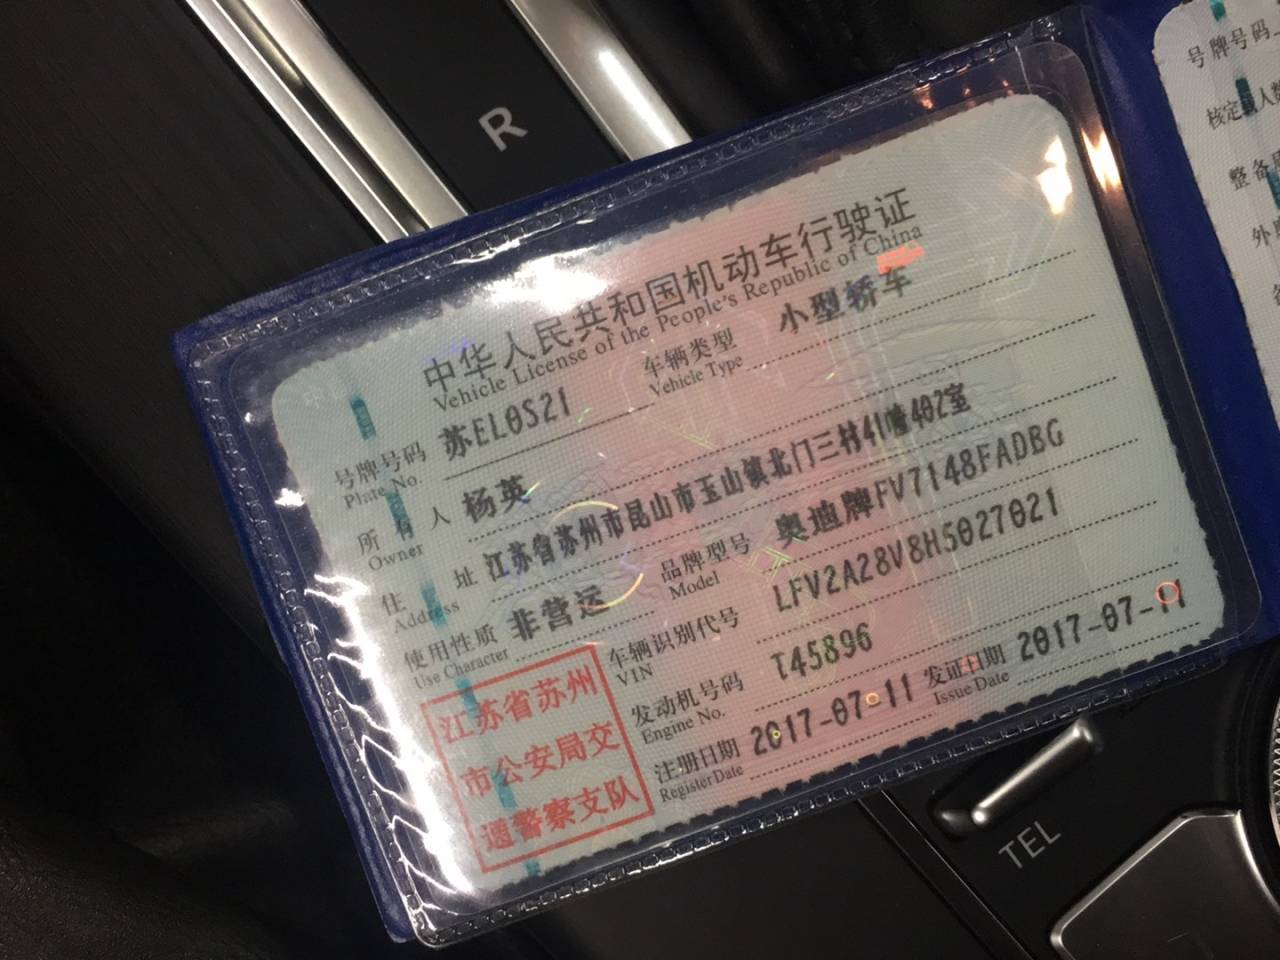 R
中华人民共和国机动车行驶证
Vehicle License of the People's Republic of China
号牌号码 苏EL0S21 车辆类型 小型轿车
Plate No. Vehicle Type
所有人 杨英
Owner
住址 江苏省苏州市昆山市玉山镇北门三村41幢402室
Address
使用性质 非营运 品牌型号 奥迪牌FV7148FADBG
Use Character Model
车辆识别代号 LFV2A28V8H5027021
VIN
发动机号码 T45896
Engine No.
注册日期 2017-07-11 发证日期 2017-07-11
Register Date Issue Date
江苏省苏州
市公安局交
通警察支队
号牌号码
核定载人数
整备质
外廓
TEL